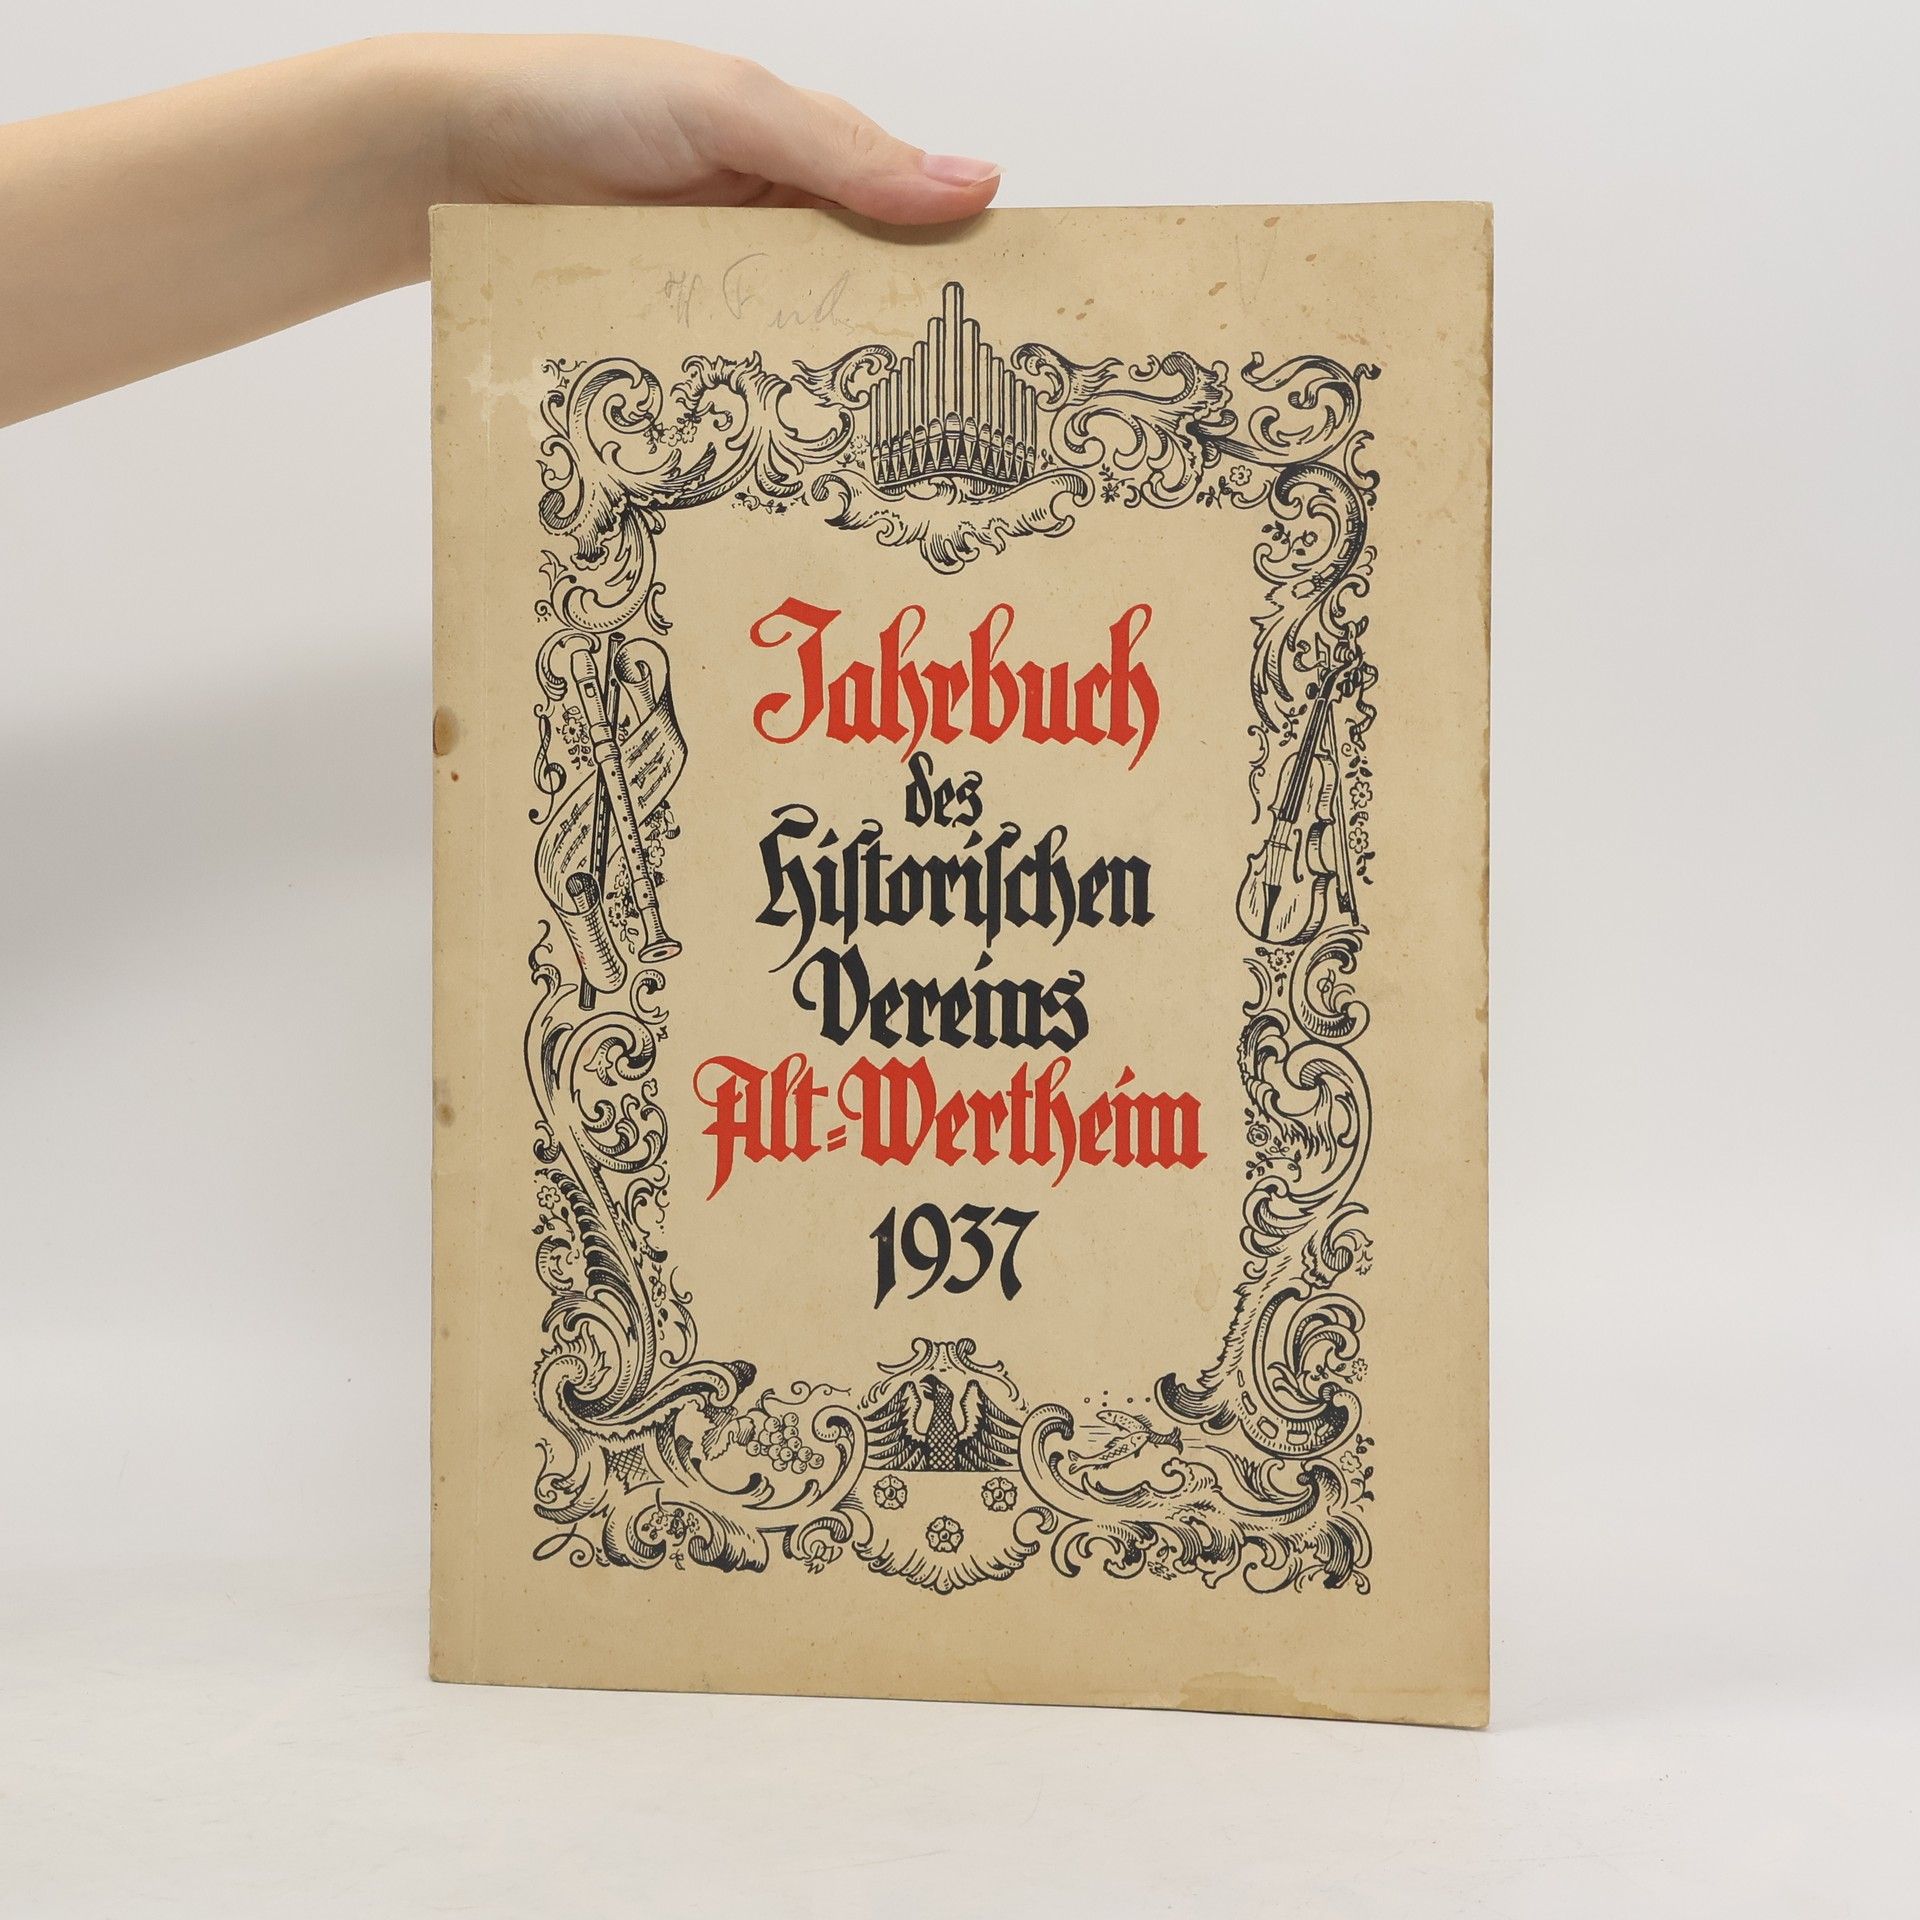 Jahrbuch
des
Historischen
Vereins
Alt=Wertheim
1937